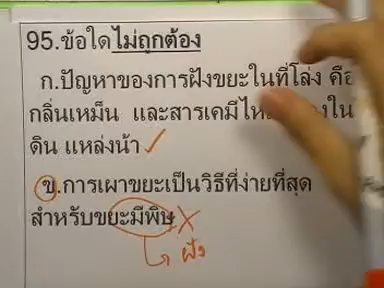 95.ข้อใดไม่ถูกต้อง
ก.ปัญหาของการฝังขยะในที่โล่ง คือ
กลิ่นเหม็น และสารเคมีไหล งใน
ดิน แหล่งน้ำ
ข.การเผาขยะเป็นวิธีที่ง่ายที่สุด
สำหรับขยะมีพิษ
ฝัง